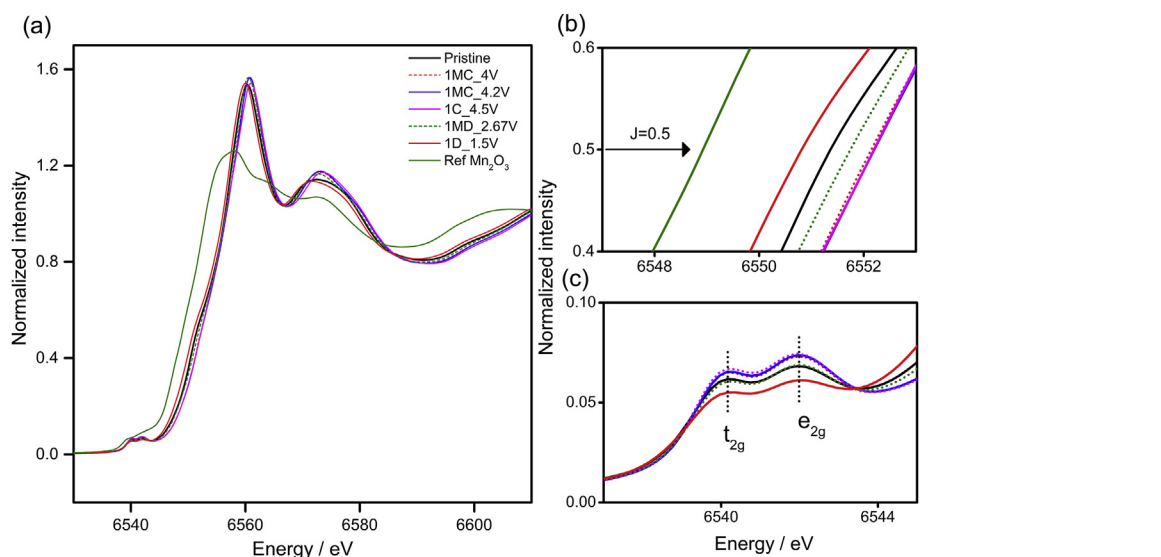 (a)
Normalized intensity
1.6
1.2
0.8
0.4
0.0
6540
6560
6580
6600
Energy / eV
Pristine
1MC_4V
1MC_4.2V
1C_4.5V
1MD_2.67V
1D_1.5V
Ref Mn₂O₃
(b)
Normalized intensity
0.6
0.5
0.4
J=0.5
6548
6550
6552
(c)
0.10
0.05
0.00
t₂g
e₂g
6540
6544
Energy / eV